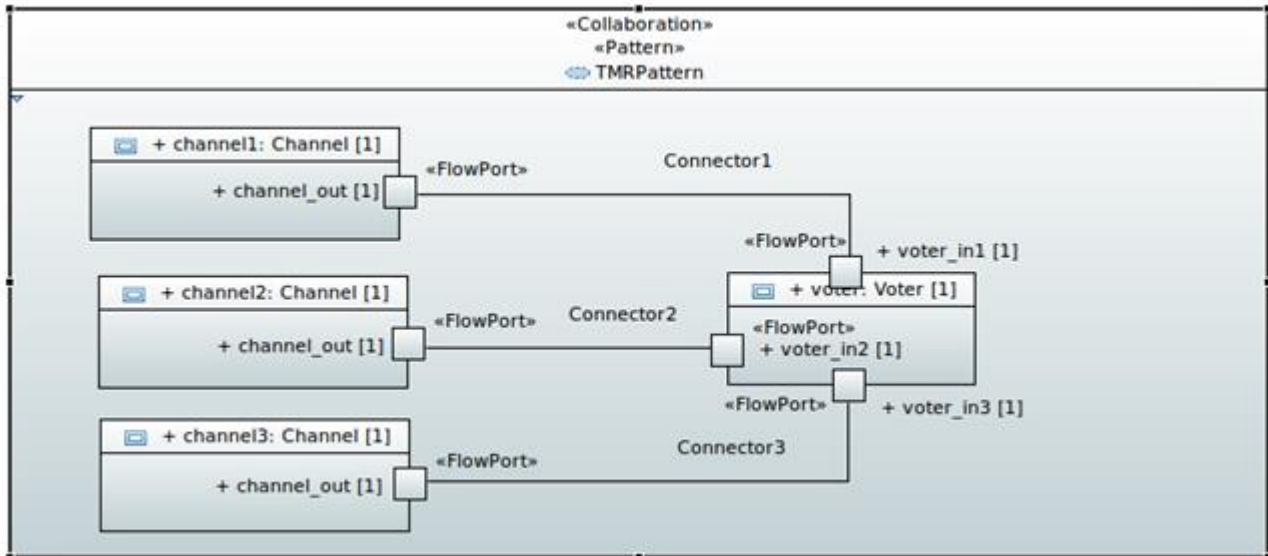 «Collaboration»
«Pattern»
TMRPattern
+ channel1: Channel [1]
+ channel_out [1]
«FlowPort»
Connector1
«FlowPort»
+ voter_in1 [1]
+ channel2: Channel [1]
+ channel_out [1]
«FlowPort»
Connector2
+ voter: Voter [1]
«FlowPort»
+ voter_in2 [1]
«FlowPort»
+ voter_in3 [1]
+ channel3: Channel [1]
+ channel_out [1]
«FlowPort»
Connector3